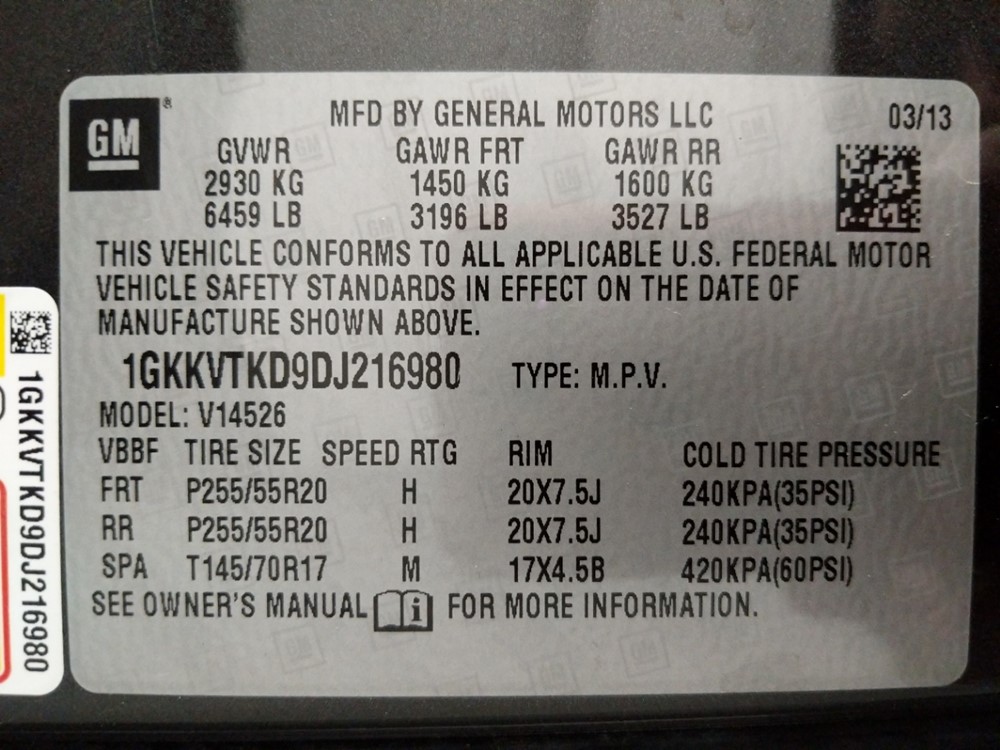 GM
MFD BY GENERAL MOTORS LLC 03/13
GVWR GAWR FRT GAWR RR
2930 KG 1450 KG 1600 KG
6459 LB 3196 LB 3527 LB
THIS VEHICLE CONFORMS TO ALL APPLICABLE U.S. FEDERAL MOTOR
VEHICLE SAFETY STANDARDS IN EFFECT ON THE DATE OF
MANUFACTURE SHOWN ABOVE.
1GKKVTKD9DJ216980 TYPE: M.P.V.
MODEL: V14526
VBBF TIRE SIZE SPEED RTG RIM COLD TIRE PRESSURE
FRT P255/55R20 H 20X7.5J 240KPA(35PSI)
RR P255/55R20 H 20X7.5J 240KPA(35PSI)
SPA T145/70R17 M 17X4.5B 420KPA(60PSI)
SEE OWNER'S MANUAL i FOR MORE INFORMATION.
1GKKVTKD9DJ216980